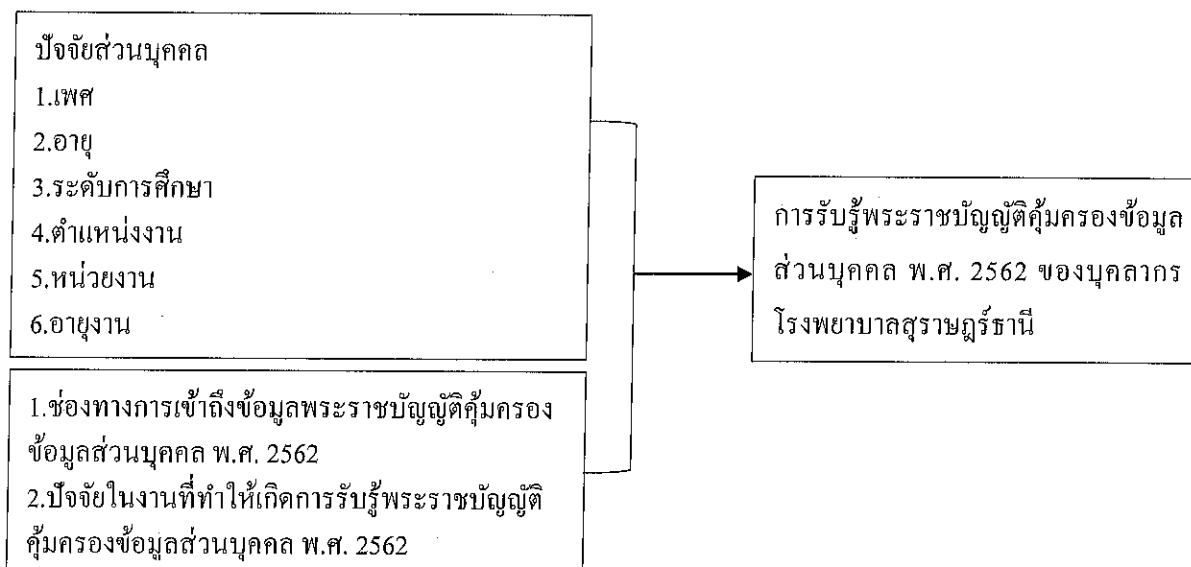 ปัจจัยส่วนบุคคล
1.เพศ
2.อายุ
3.ระดับการศึกษา
4.ตำแหน่งงาน
5.หน่วยงาน
6.อายุงาน
1.ช่องทางการเข้าถึงข้อมูลพระราชบัญญัติคุ้มครอง
ข้อมูลส่วนบุคคล พ.ศ. 2562
2.ปัจจัยในงานที่ทำให้เกิดการรับรู้พระราชบัญญัติ
คุ้มครองข้อมูลส่วนบุคคล พ.ศ. 2562
การรับรู้พระราชบัญญัติคุ้มครองข้อมูล
ส่วนบุคคล พ.ศ. 2562 ของบุคลากร
โรงพยาบาลสุราษฎร์ธานี